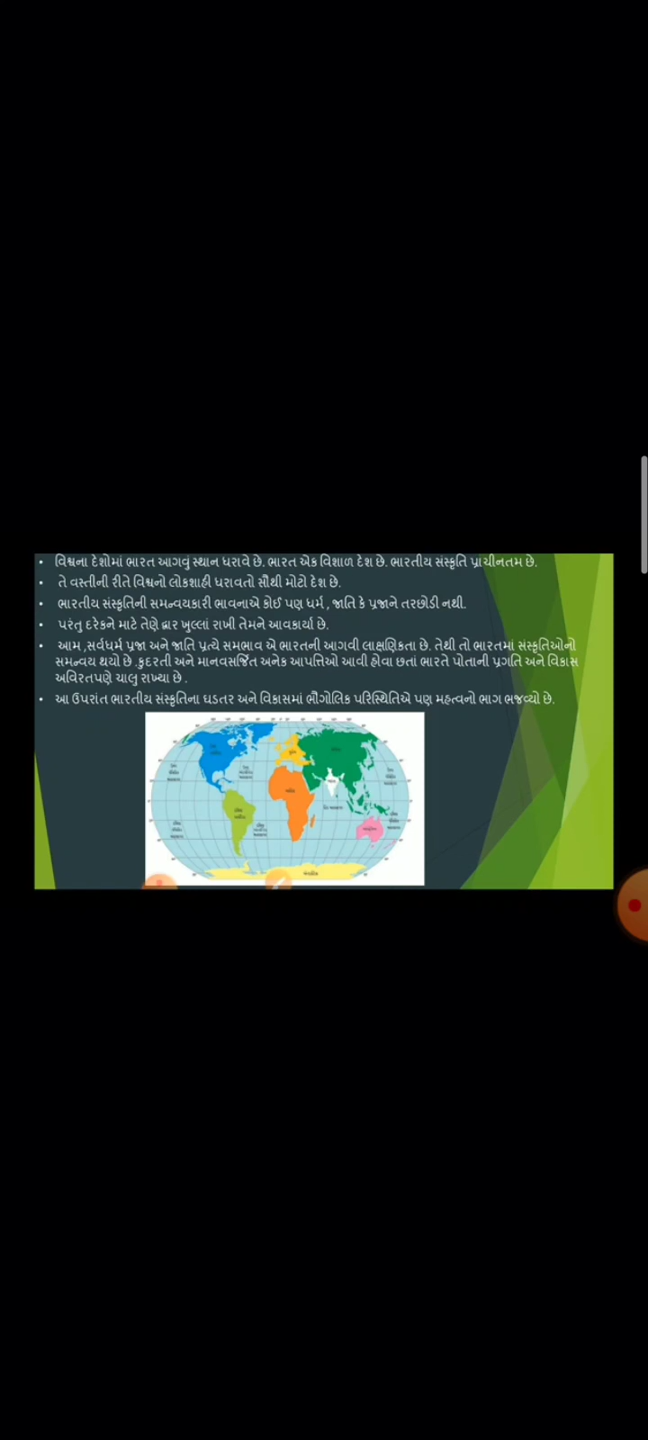 • વિશ્વના દેશોમાં ભારત આગવું સ્થાન ધરાવે છે. ભારત એક વિશાળ દેશ છે. ભારતીય સંસ્કૃતિ પ્રાચીનતમ છે.
• તે વસ્તીની રીતે વિશ્વનો લોકશાહી ધરાવતો સૌથી મોટો દેશ છે.
• ભારતીય સંસ્કૃતિની સમન્વયકારી ભાવનાએ કોઈ પણ ધર્મ , જાતિ કે પ્રજાને તરછોડી નથી.
• પરંતુ દરેકને માટે તેણે દ્વાર ખુલ્લાં રાખી તેમને આવકાર્યા છે.
• આમ ,સર્વધર્મ પ્રજા અને જાતિ પ્રત્યે સમભાવ એ ભારતની આગવી લાક્ષણિકતા છે. તેથી તો ભારતમાં સંસ્કૃતિઓનો
સમન્વય થયો છે .કુદરતી અને માનવસર્જિત અનેક આપત્તિઓ આવી હોવા છતાં ભારતે પોતાની પ્રગતિ અને વિકાસ
અવિરતપણે ચાલુ રાખ્યા છે .
• આ ઉપરાંત ભારતીય સંસ્કૃતિના ઘડતર અને વિકાસમાં ભૌગોલિક પરિસ્થિતિએ પણ મહત્વનો ભાગ ભજવ્યો છે.